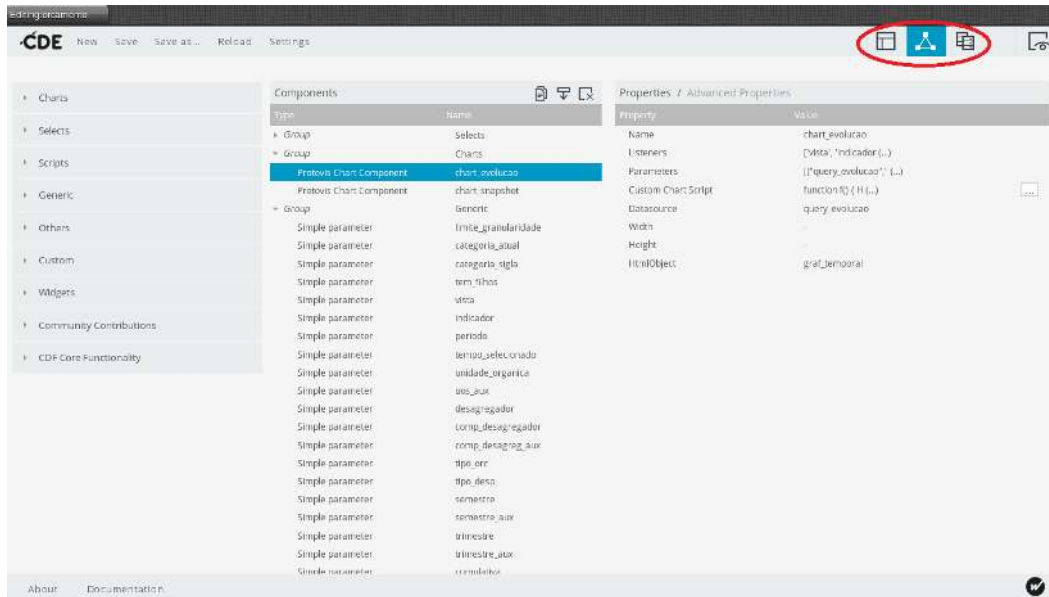 CDE New Save Save as... Reload Settings
Charts
Selects
Scripts
Generic
Others
Custom
Widgets
Community Contributions
CDF Core Functionality
Components
Type Name
Group Selects
Group Charts
Protovis Chart Component chart_evolucao
Protovis Chart Component chart_snapshot
Group Generic
Simple parameter limite_granularidade
Simple parameter categoria_atual
Simple parameter categoria_sigla
Simple parameter tem_filhos
Simple parameter vista
Simple parameter indicador
Simple parameter periodo
Simple parameter tempo_selecionado
Simple parameter unidade_organica
Simple parameter uos_aux
Simple parameter desagregador
Simple parameter comp_desagregador
Simple parameter comp_desagreg_aux
Simple parameter tipo_orc
Simple parameter tipo_desp
Simple parameter semestre
Simple parameter semestre_aux
Simple parameter trimestre
Simple parameter trimestre_aux
Simple parameter
Properties / Advanced Properties
Property Value
Name chart_evolucao
Listeners ['vista', 'indicador (...)
Parameters [["query_evolucao"," (...)
Custom Chart Script function f() { H (...) ...
Datasource query_evolucao
Width -
Height -
HtmlObject graf_temporal
About Documentation